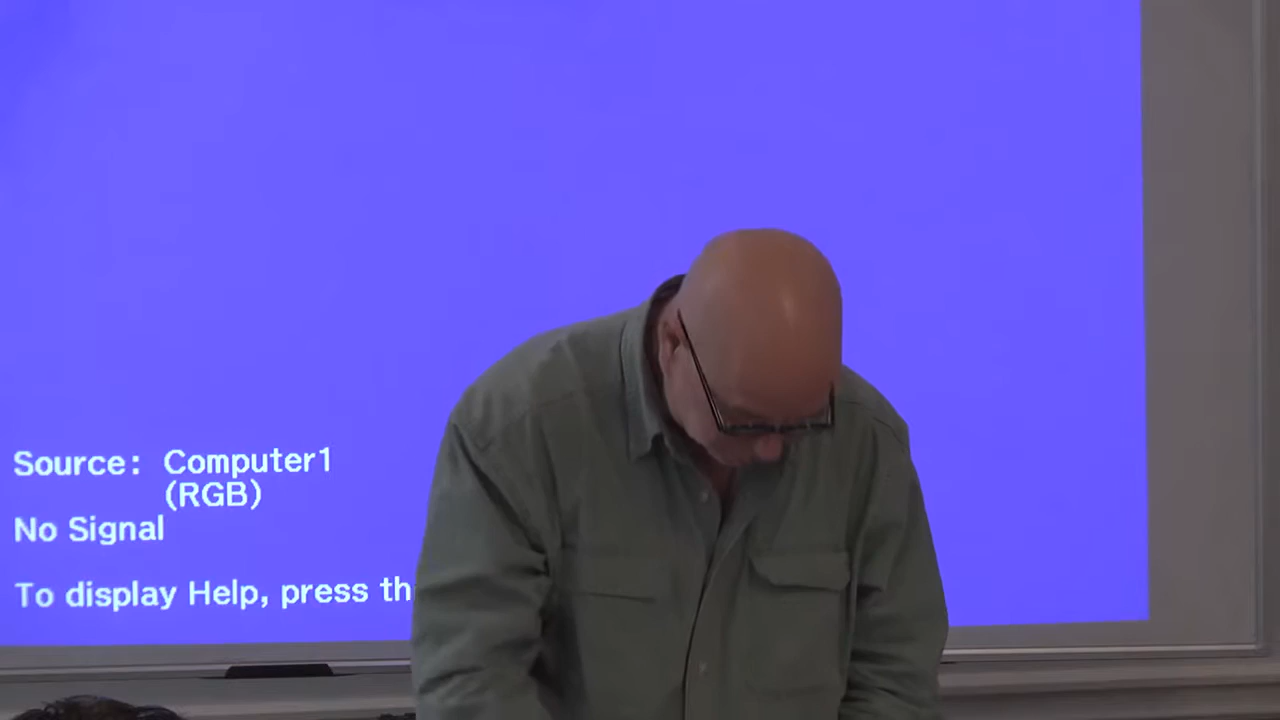 Source: Computer1
(RGB)
No Signal
To display Help, press th